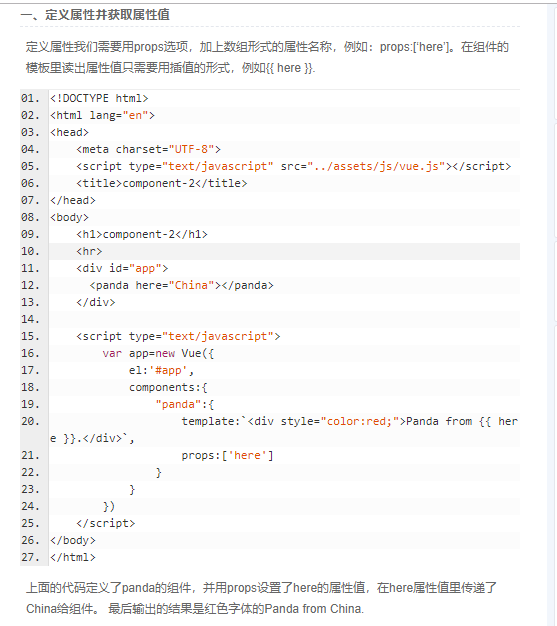 一、定义属性并获取属性值
定义属性我们需要用props选项，加上数组形式的属性名称，例如：props:[‘here’]。在组件的
模板里读出属性值只需要用插值的形式，例如{{ here }}.
01. <!DOCTYPE html>
02. <html lang="en">
03. <head>
04.     <meta charset="UTF-8">
05.     <script type="text/javascript" src="../assets/js/vue.js"></script>
06.     <title>component-2</title>
07. </head>
08. <body>
09.     <h1>component-2</h1>
10.     <hr>
11.     <div id="app">
12.       <panda here="China"></panda>
13.     </div>
14.
15.     <script type="text/javascript">
16.         var app=new Vue({
17.             el:'#app',
18.             components:{
19.                 "panda":{
20.                     template:`<div style="color:red;">Panda from {{ her
e }}.</div>`,
21.                     props:['here']
22.                 }
23.             }
24.         })
25.     </script>
26. </body>
27. </html>
上面的代码定义了panda的组件，并用props设置了here的属性值，在here属性值里传递了
China给组件。 最后输出的结果是红色字体的Panda from China.